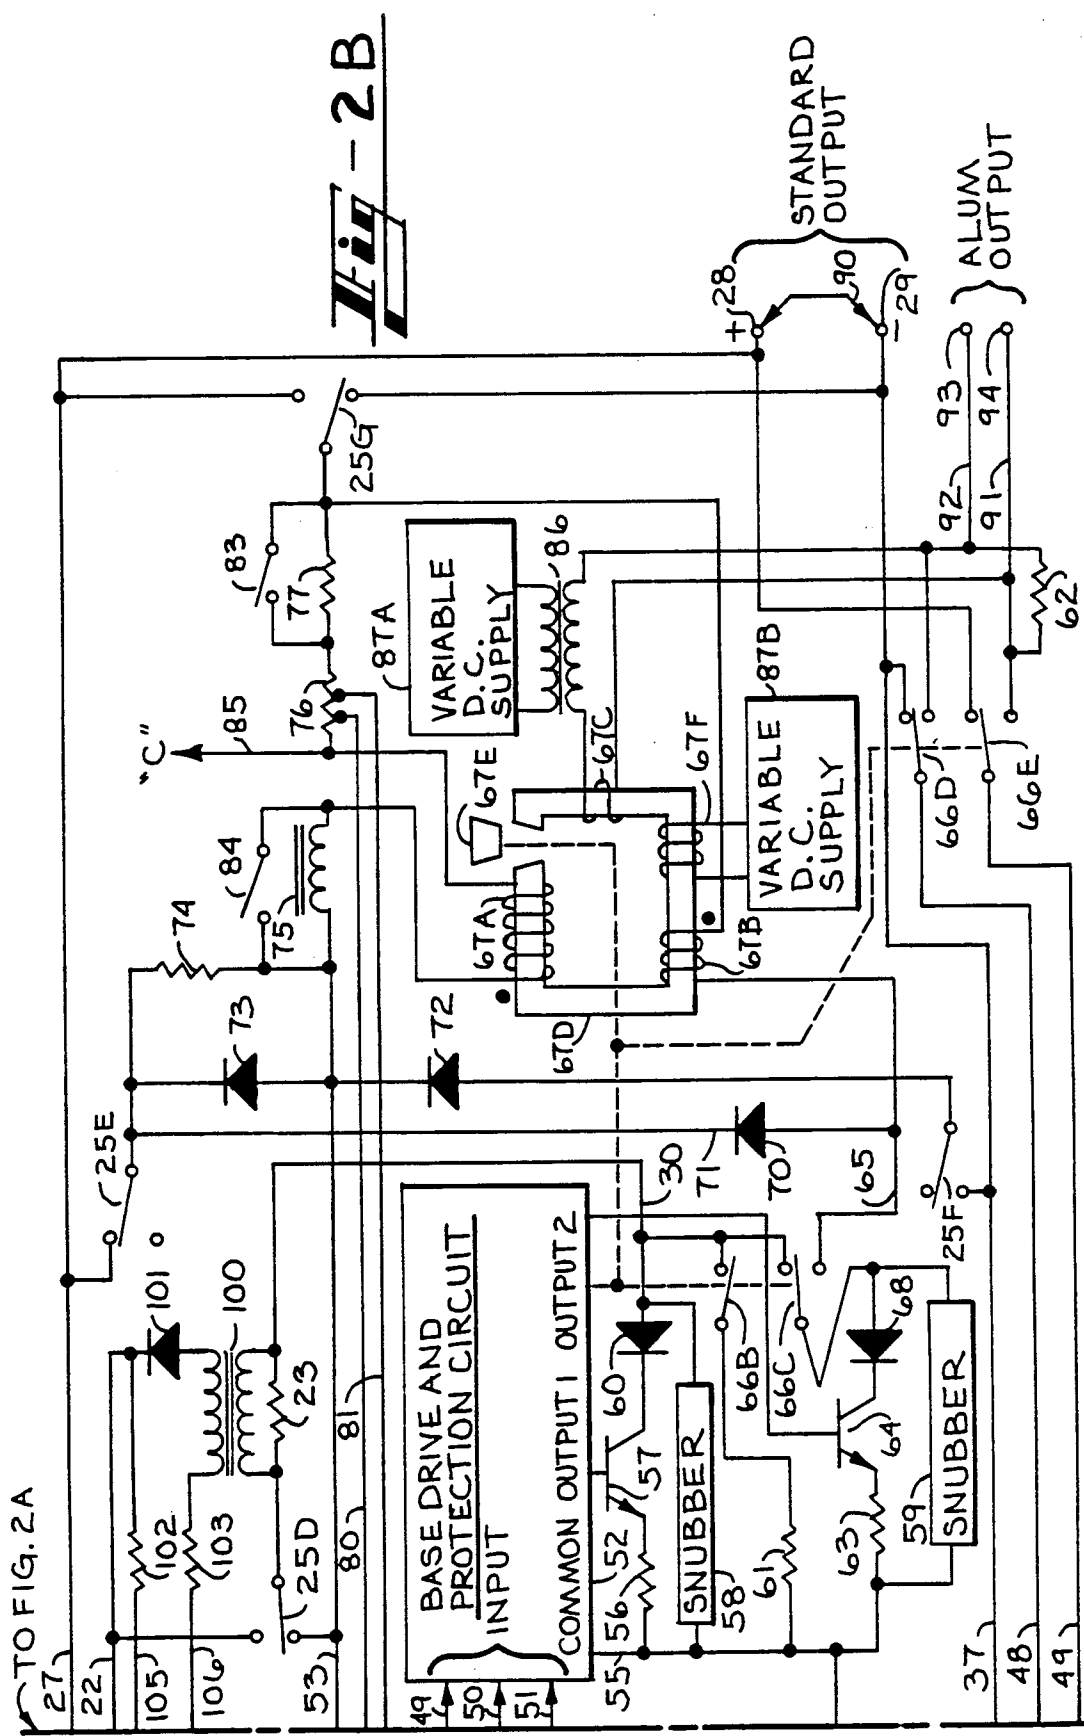 TO FIG. 2A
Fig-2B
27
22
105
106
53
80
81
102
103
25D
23
100
101
25E
73
74
75
84
72
"C"
85
76
77
83
25G
87A
VARIABLE
D.C.
SUPPLY
86
67A
67E
67C
67D
67B
67F
87B
VARIABLE
D.C.
SUPPLY
+
28
90
-
29
STANDARD
OUTPUT
92
93
91
94
ALUM
OUTPUT
62
66D
66E
49
50
51
BASE DRIVE AND
PROTECTION CIRCUIT
INPUT
COMMON OUTPUT 1 OUTPUT 2
52
55
56
57
60
30
71
70
65
25F
SNUBBER
58
66B
66C
61
63
64
68
59
SNUBBER
37
48
49